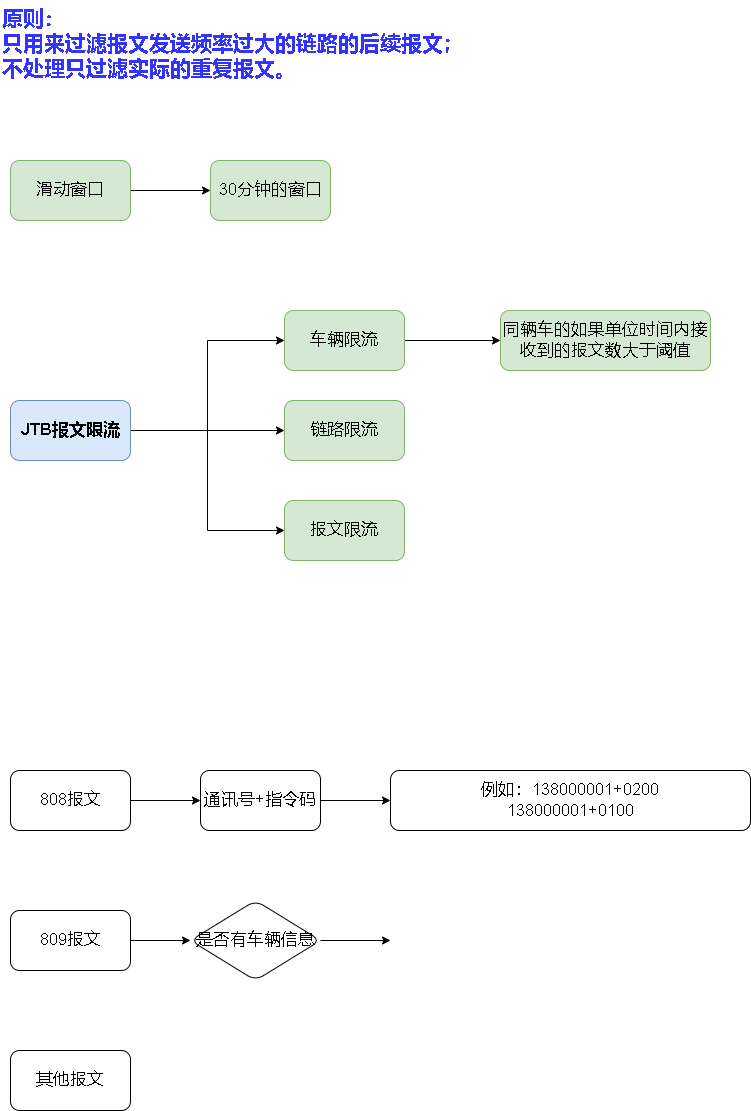 原则：
只用来过滤报文发送频率过大的链路的后续报文；
不处理只过滤实际的重复报文。
滑动窗口
30分钟的窗口
车辆限流
同辆车的如果单位时间内接
收到的报文数大于阈值
JTB报文限流
链路限流
报文限流
808报文
通讯号+指令码
例如：138000001+0200
138000001+0100
809报文
是否有车辆信息
其他报文